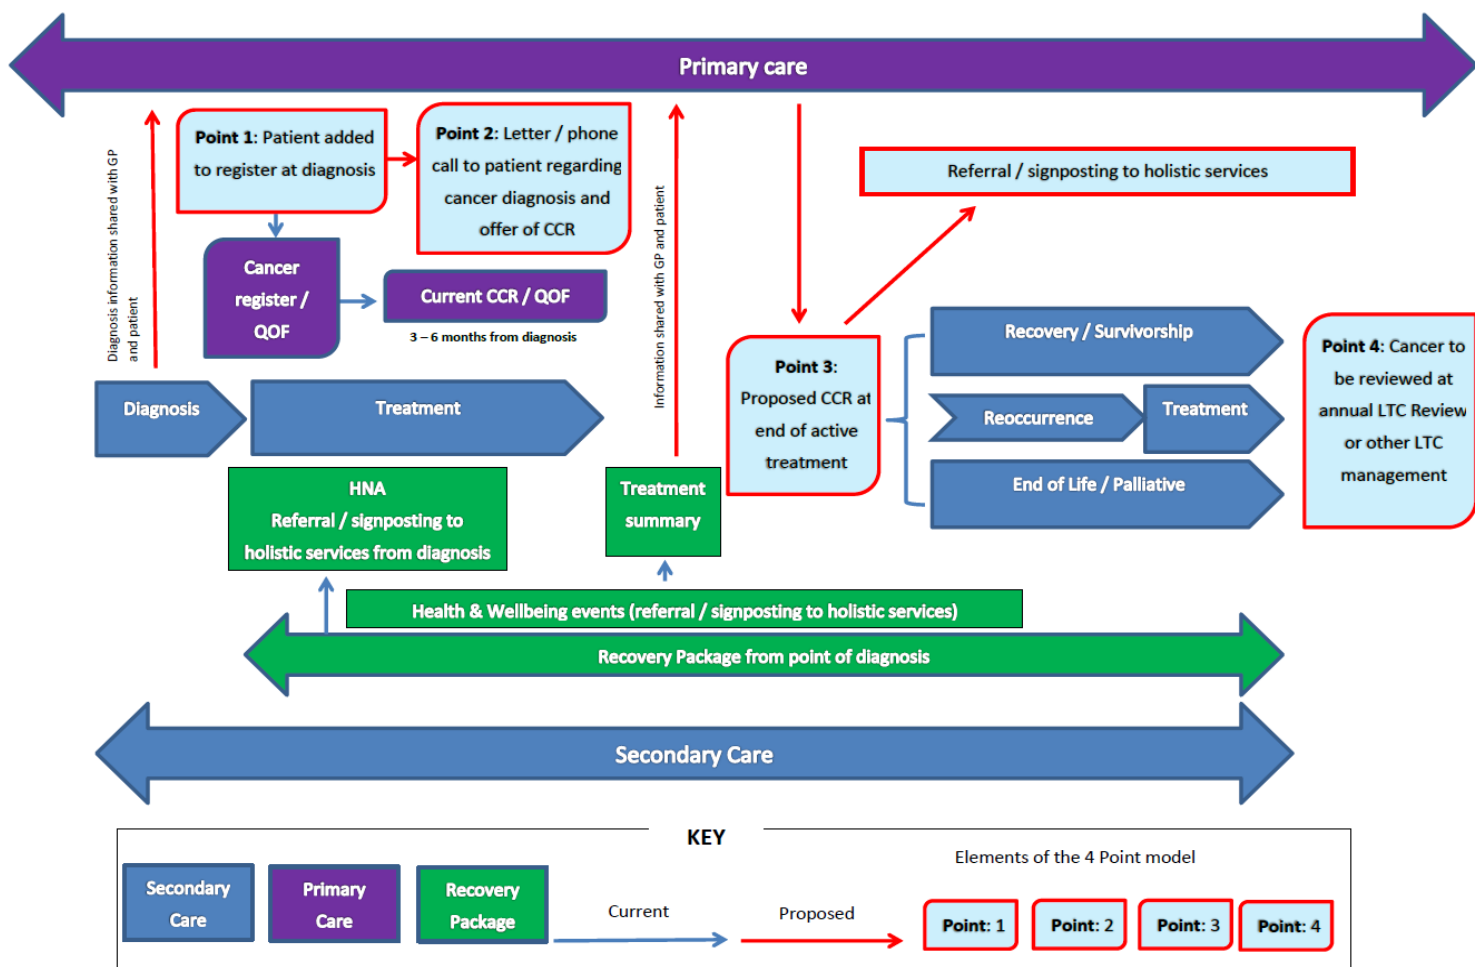 Primary care
Diagnosis information shared with GP
and patient
Point 1: Patient added
to register at diagnosis
Point 2: Letter / phone
call to patient regarding
cancer diagnosis and
offer of CCR
Information shared with GP and patient
Referral / signposting to holistic services
Cancer
register /
QOF
Current CCR / QOF
3 – 6 months from diagnosis
Diagnosis
Treatment
Point 3:
Proposed CCR at
end of active
treatment
Recovery / Survivorship
Reoccurrence
Treatment
End of Life / Palliative
Point 4: Cancer to
be reviewed at
annual LTC Review
or other LTC
management
HNA
Referral / signposting to
holistic services from diagnosis
Treatment
summary
Health & Wellbeing events (referral / signposting to holistic services)
Recovery Package from point of diagnosis
Secondary Care
KEY
Secondary
Care
Primary
Care
Recovery
Package
Current
Proposed
Elements of the 4 Point model
Point: 1
Point: 2
Point: 3
Point: 4